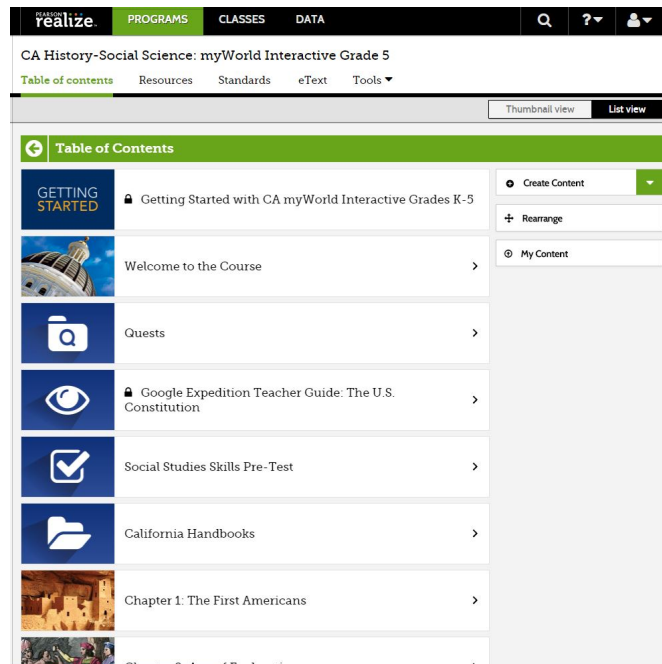 PEARSON
realize.
PROGRAMS CLASSES DATA
?
CA History-Social Science: myWorld Interactive Grade 5
Table of contents Resources Standards eText Tools
Thumbnail view List view
Table of Contents
GETTING
STARTED
Getting Started with CA myWorld Interactive Grades K-5
Create Content
Rearrange
Welcome to the Course
My Content
Quests
Google Expedition Teacher Guide: The U.S.
Constitution
Social Studies Skills Pre-Test
California Handbooks
Chapter 1: The First Americans